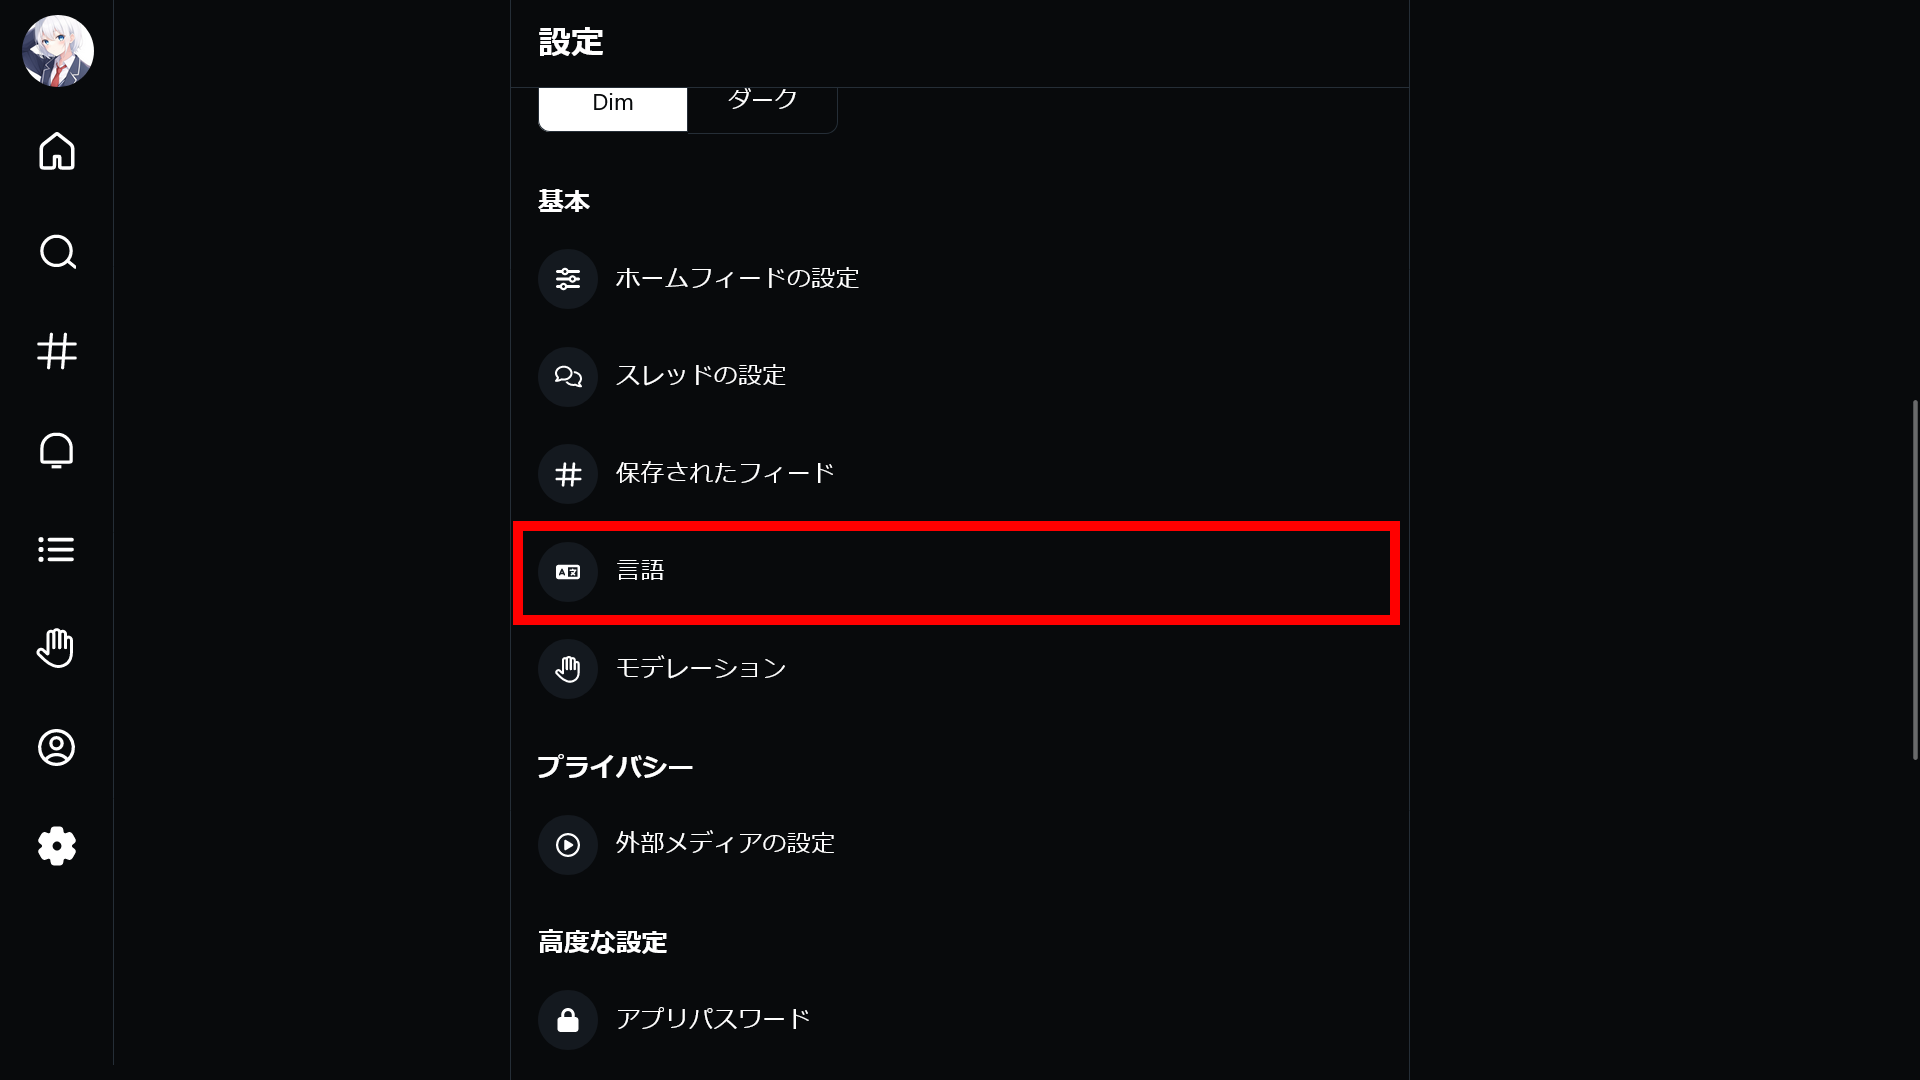 設定
Dim
ダーク
基本
ホームフィードの設定
スレッドの設定
保存されたフィード
言語
モデレーション
プライバシー
外部メディアの設定
高度な設定
アプリパスワード